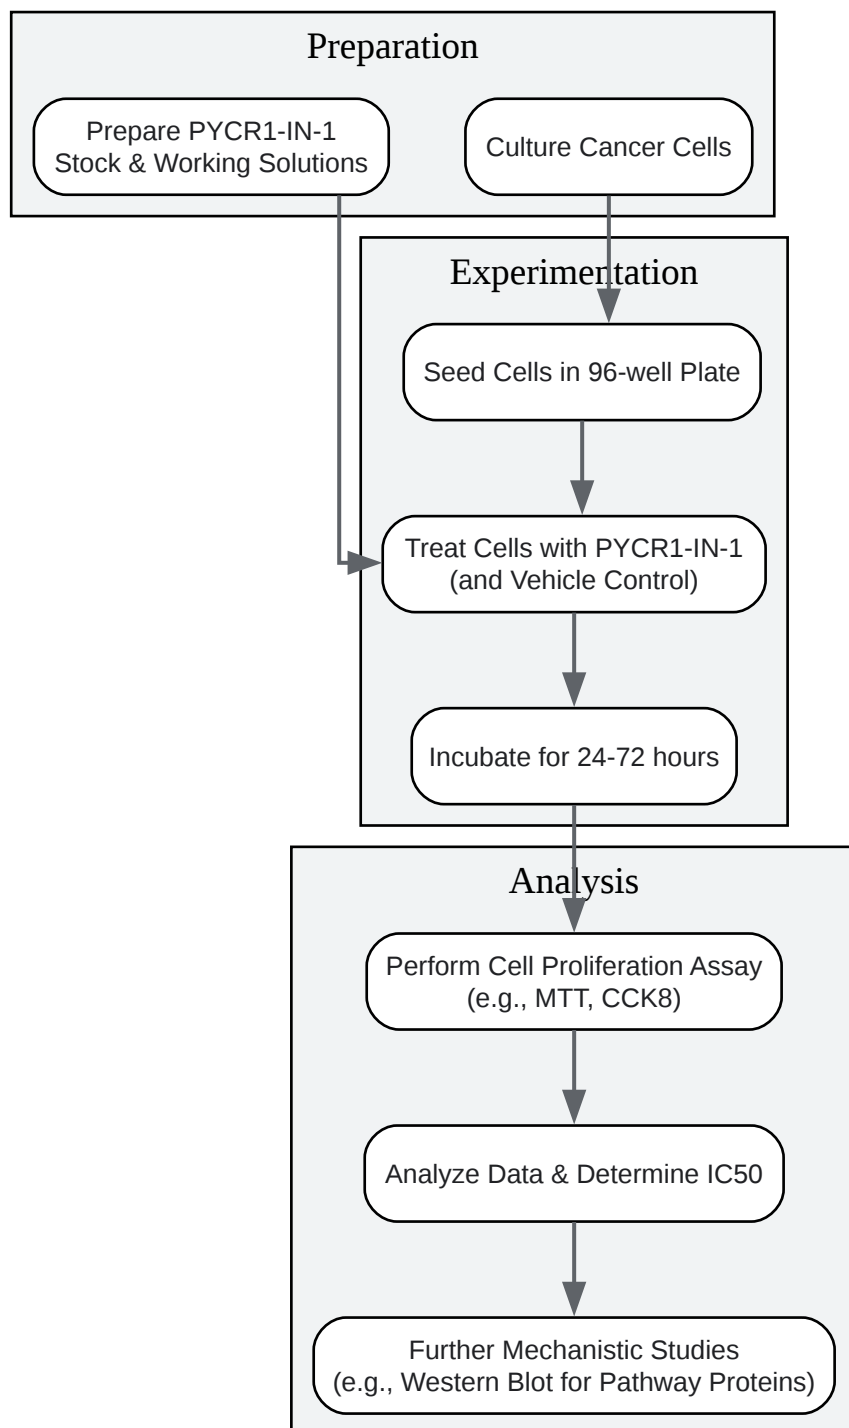 Preparation
Prepare PYCR1-IN-1
Stock & Working Solutions
Culture Cancer Cells
Experimentation
Seed Cells in 96-well Plate
Treat Cells with PYCR1-IN-1
(and Vehicle Control)
Incubate for 24-72 hours
Analysis
Perform Cell Proliferation Assay
(e.g., MTT, CCK8)
Analyze Data & Determine IC50
Further Mechanistic Studies
(e.g., Western Blot for Pathway Proteins)